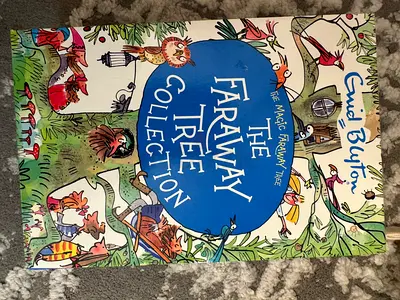 Enid Blyton
THE MAGIC FARAWAY TREE
THE
FARAWAY
TREE
COLLECTION